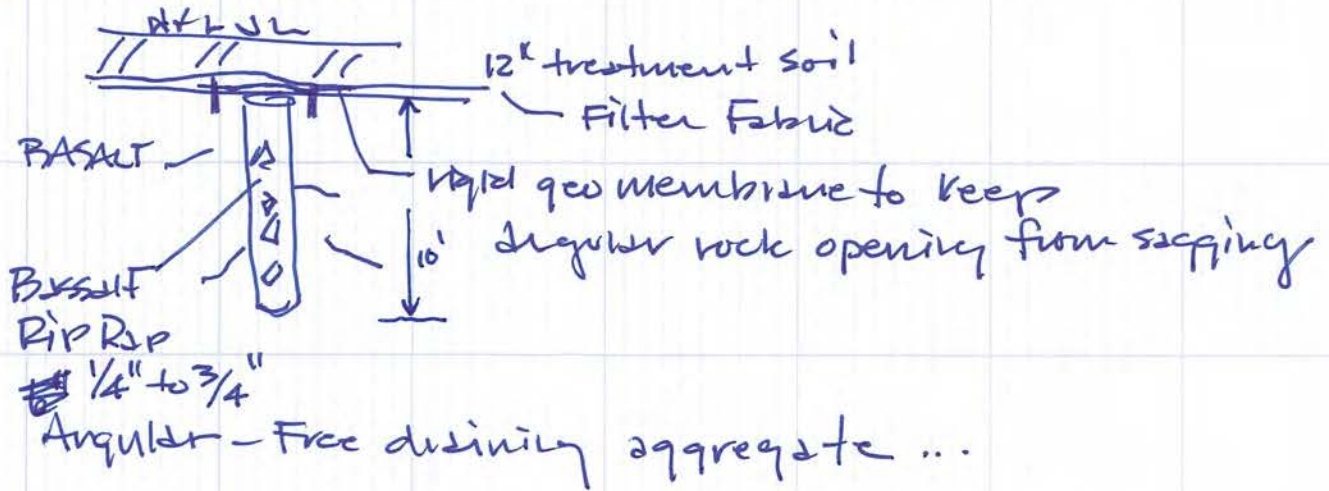 12" treatment soil
Filter Fabric
BASALT
rigid geo membrane to keep
angular rock opening from sagging
10'
Bassalt
Rip Rap
1/4" to 3/4"
Angular - Free draining aggregate ...